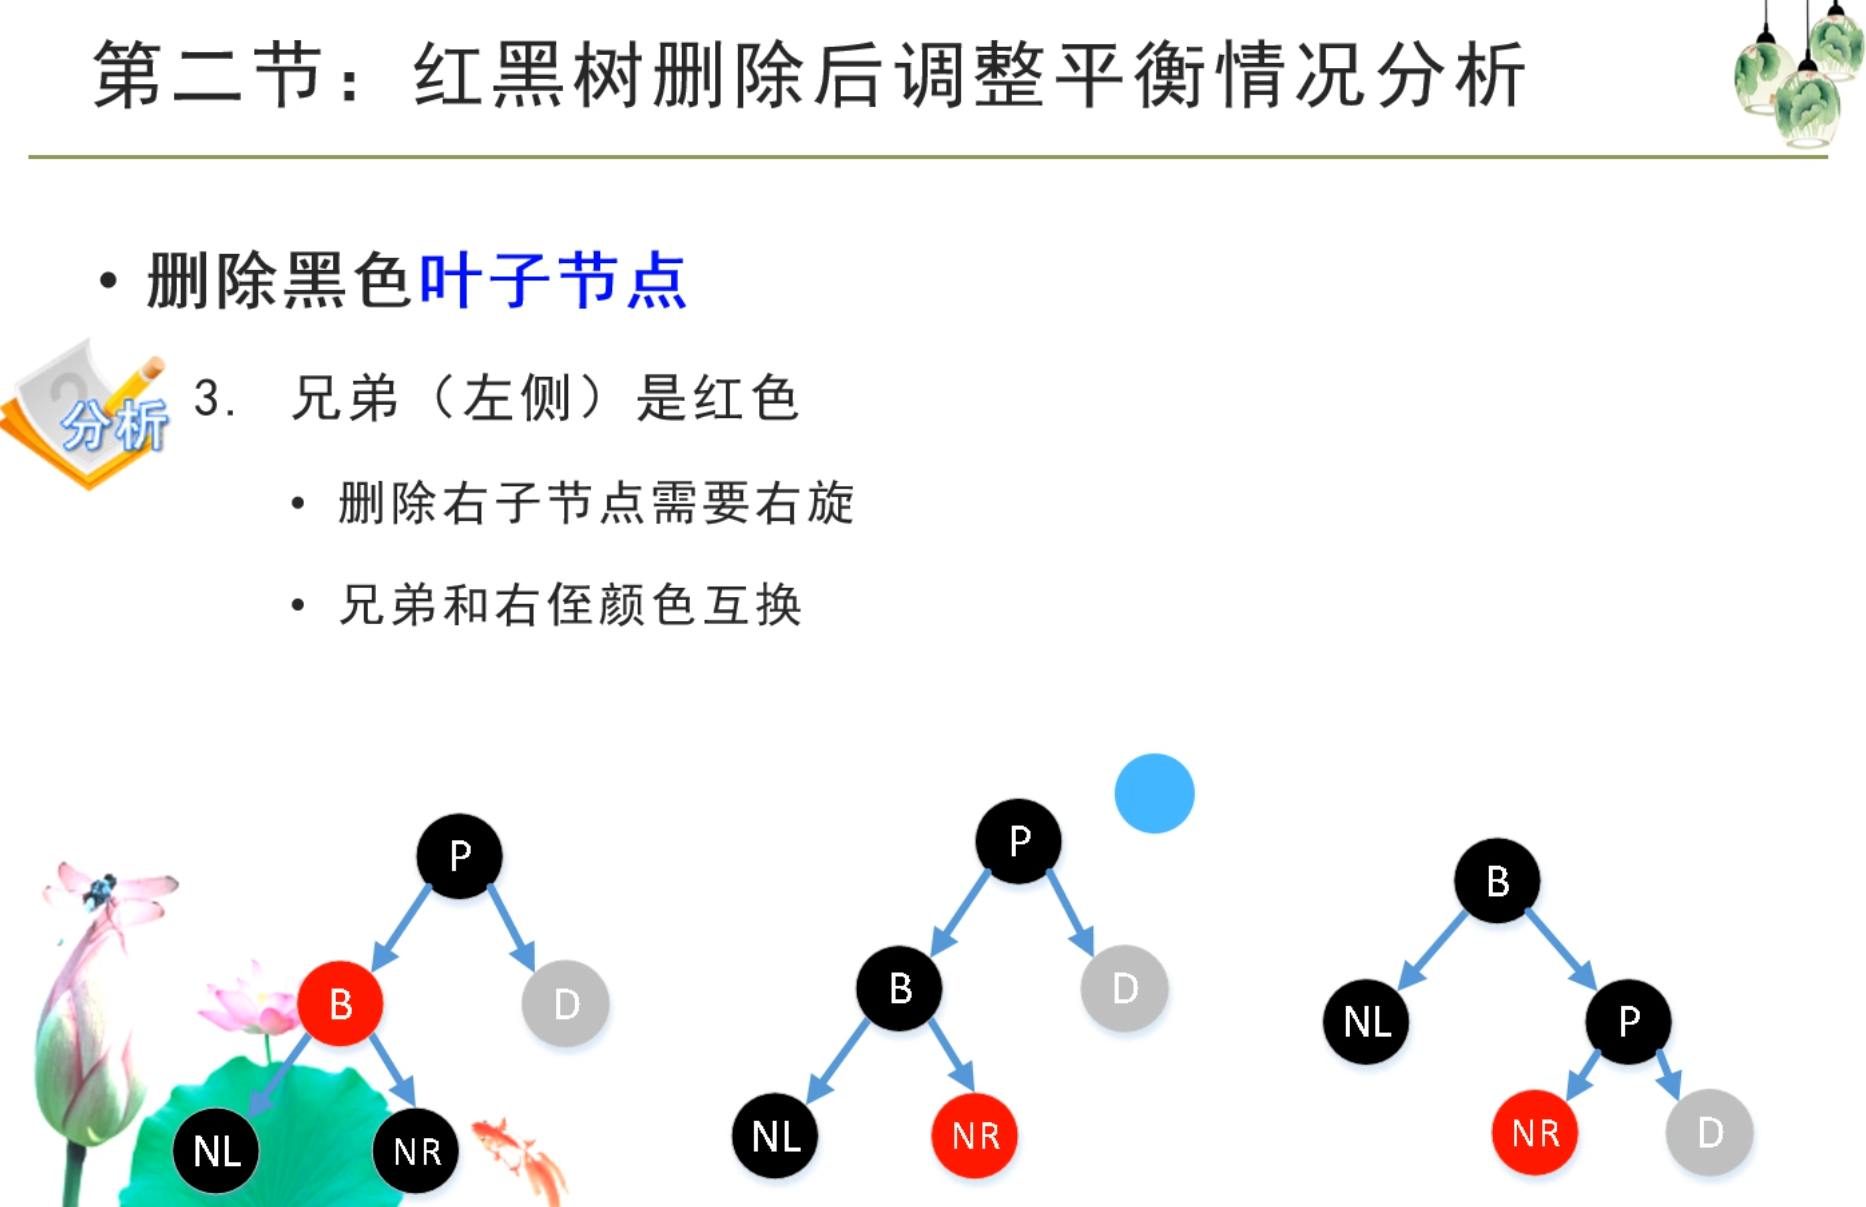 第二节：红黑树删除后调整平衡情况分析
• 删除黑色叶子节点
分析
3. 兄弟（左侧）是红色
• 删除右子节点需要右旋
• 兄弟和右侄颜色互换
P
B
D
NL
NR
P
B
D
NL
NR
B
NL
P
NR
D